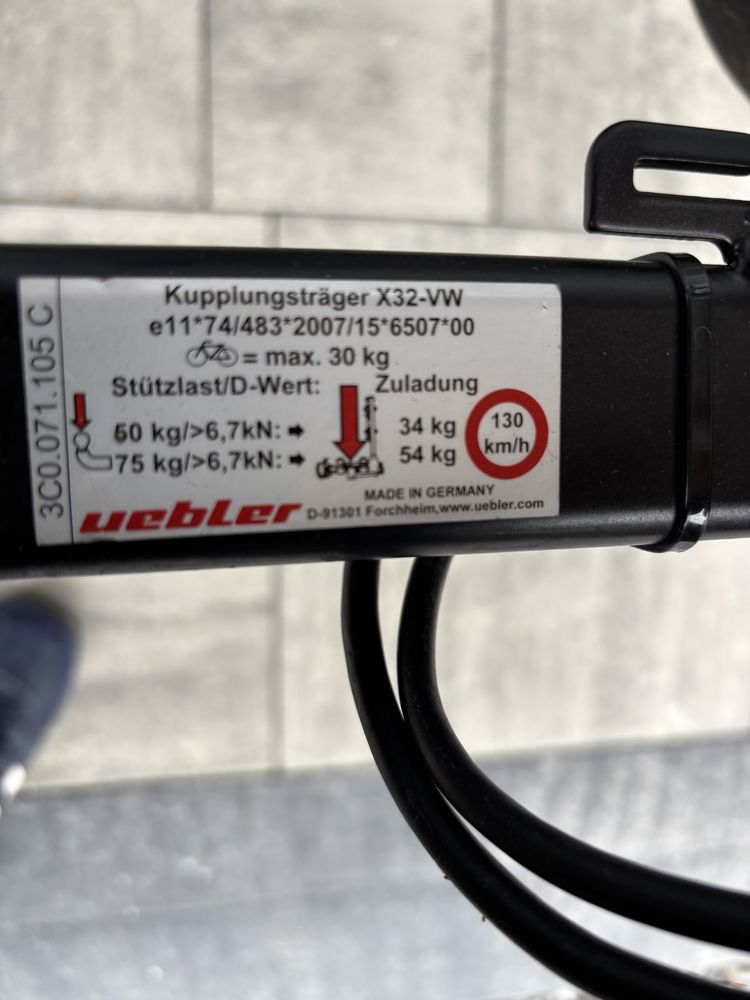 3C0.071.105 C
Kupplungsträger X32-VW
e11*74/483*2007/15*6507*00
= max. 30 kg
Stützlast/D-Wert: Zuladung
50 kg/>6,7kN: ➡ 34 kg
75 kg/>6,7kN: ➡ 54 kg
130
km/h
MADE IN GERMANY
uebler D-91301 Forchheim,www.uebler.com